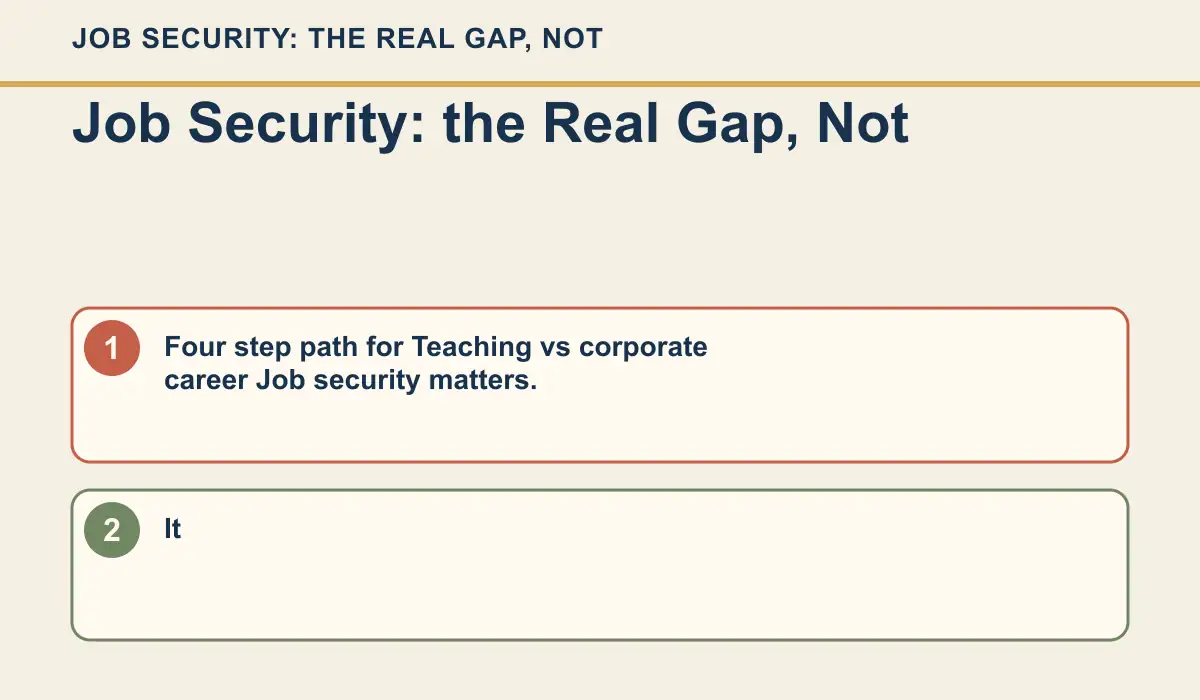 JOB SECURITY: THE REAL GAP, NOT
Job Security: the Real Gap, Not
1
Four step path for Teaching vs corporate
career Job security matters.
2
It